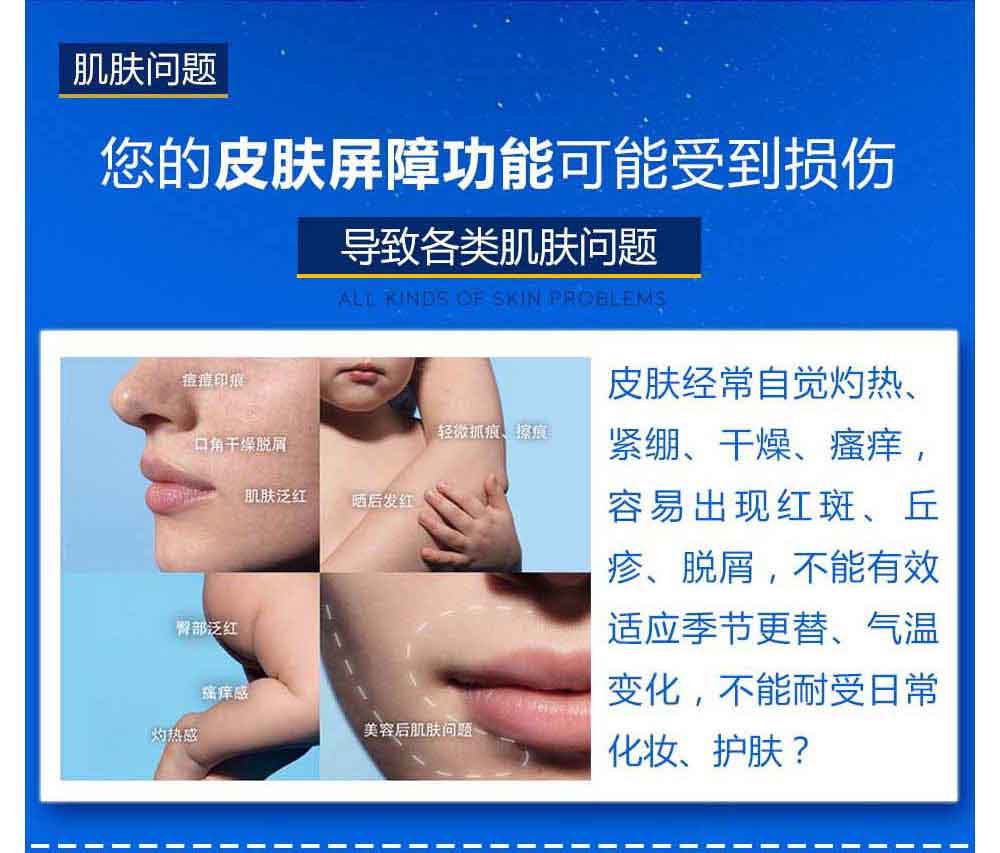 肌肤问题
您的皮肤屏障功能可能受到损伤
导致各类肌肤问题
ALL KINDS OF SKIN PROBLEMS
痘痘印痕
口角干燥脱屑
肌肤泛红
轻微抓痕、擦痕
晒后发红
臀部泛红
瘙痒感
灼热感
美容后肌肤问题
皮肤经常自觉灼热、
紧绷、干燥、瘙痒，
容易出现红斑、丘
疹、脱屑，不能有效
适应季节更替、气温
变化，不能耐受日常
化妆、护肤？